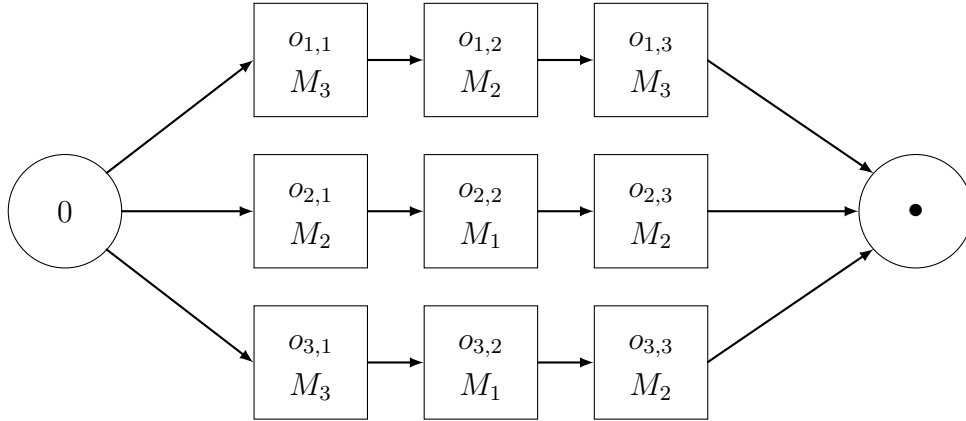 o1,1 o1,2 o1,3
M3 M2 M3
0 o2,1 o2,2 o2,3 •
M2 M1 M2
o3,1 o3,2 o3,3
M3 M1 M2